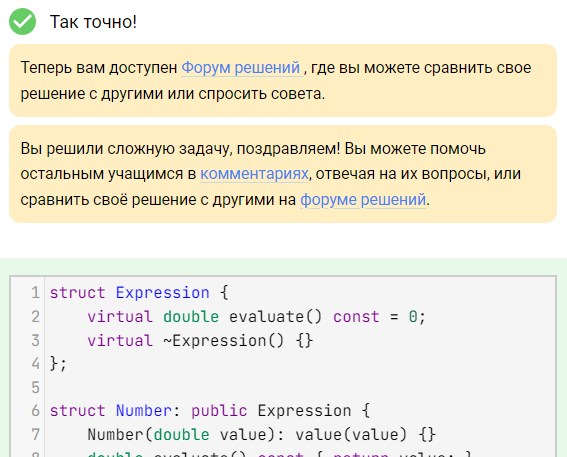 Так точно!
Теперь вам доступен Форум решений , где вы можете сравнить свое
решение с другими или спросить совета.
Вы решили сложную задачу, поздравляем! Вы можете помочь
остальным учащимся в комментариях, отвечая на их вопросы, или
сравнить своё решение с другими на форуме решений.
1 struct Expression {
2     virtual double evaluate() const = 0;
3     virtual ~Expression() {}
4 };
5
6 struct Number: public Expression {
7     Number(double value): value(value) {}
8     double evaluate() const { return value; }